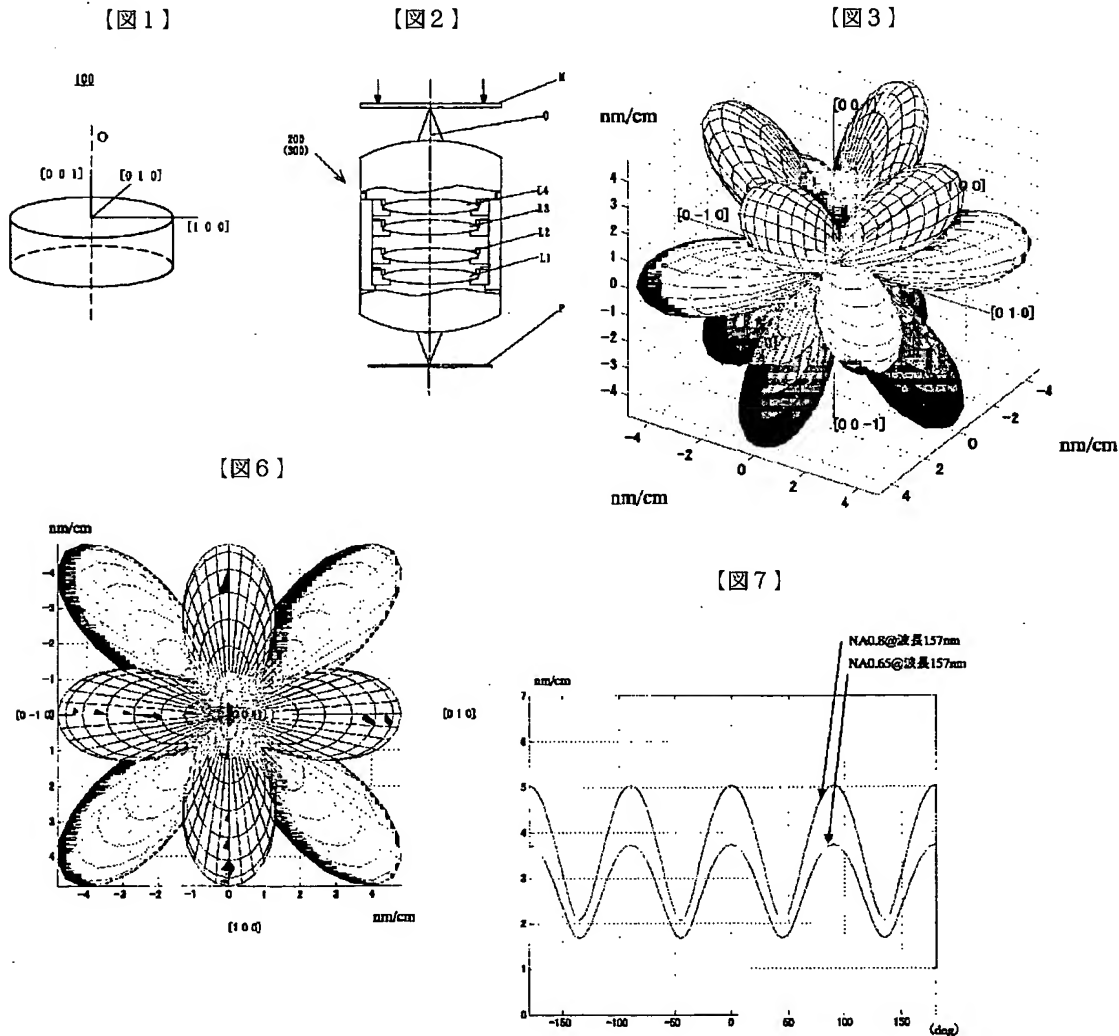 【図1】
100
O
[0 0 1]
[0 1 0]
[1 0 0]
【図2】
M
200
(300)
L4
L3
L2
L1
P
【図3】
nm/cm
4
3
2
1
0
-1
-2
-3
-4
[0 -1 0]
[0 1 0]
[0 0 -1]
-4
-2
0
2
4
nm/cm
-4
-2
0
2
4
nm/cm
【図6】
nm/cm
-4
-3
-2
-1
[0 -1 0]
0
[0 1 0]
1
2
3
4
-4
-3
-2
-1
0
1
2
3
4
nm/cm
[1 0 0]
【図7】
NA0.8@波長157nm
NA0.65@波長157nm
nm/cm
7
6
5
4
3
2
1
0
-150
-100
-50
0
50
100
150
(deg)